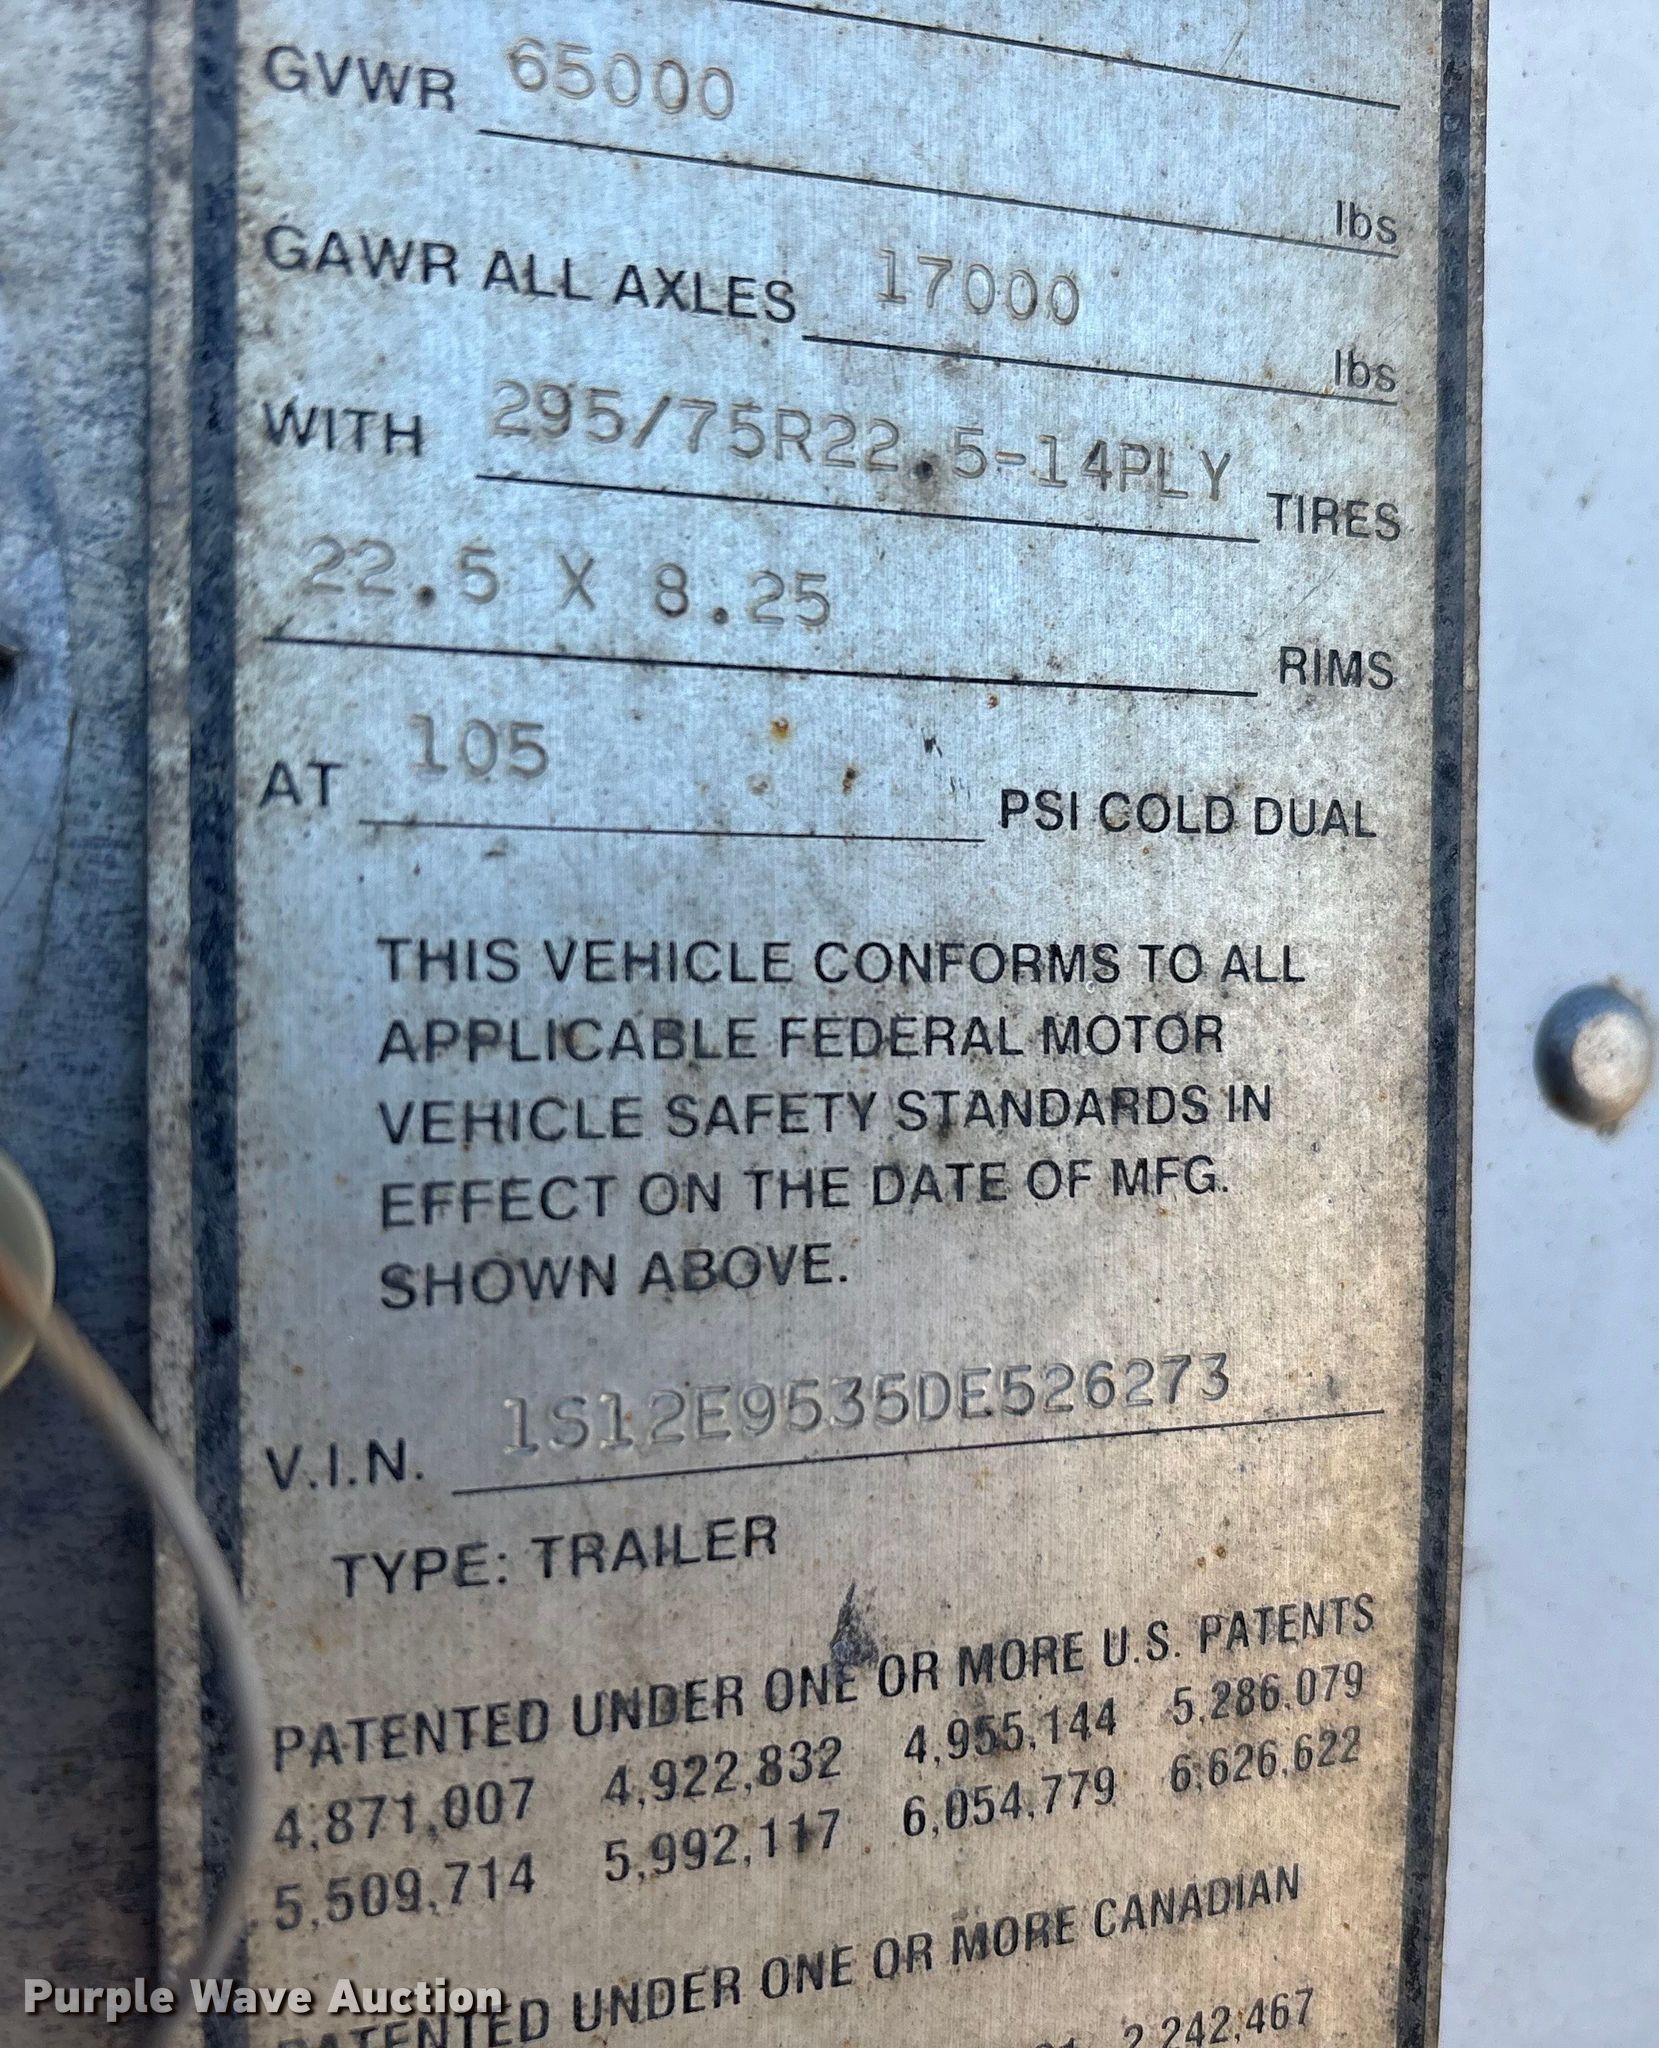 GVWR 65000 lbs
GAWR ALL AXLES 17000 lbs
WITH 295/75R22.5-14PLY TIRES
22.5 X 8.25 RIMS
AT 105 PSI COLD DUAL
THIS VEHICLE CONFORMS TO ALL
APPLICABLE FEDERAL MOTOR
VEHICLE SAFETY STANDARDS IN
EFFECT ON THE DATE OF MFG.
SHOWN ABOVE.
V.I.N. 1S12E9535DE526273
TYPE: TRAILER
PATENTED UNDER ONE OR MORE U.S. PATENTS
4,871,007 4,922,832 4,955,144 5,286,079
5,509,714 5,992,117 6,054,779 6,626,622
PATENTED UNDER ONE OR MORE CANADIAN
2,242,467
Purple Wave Auction